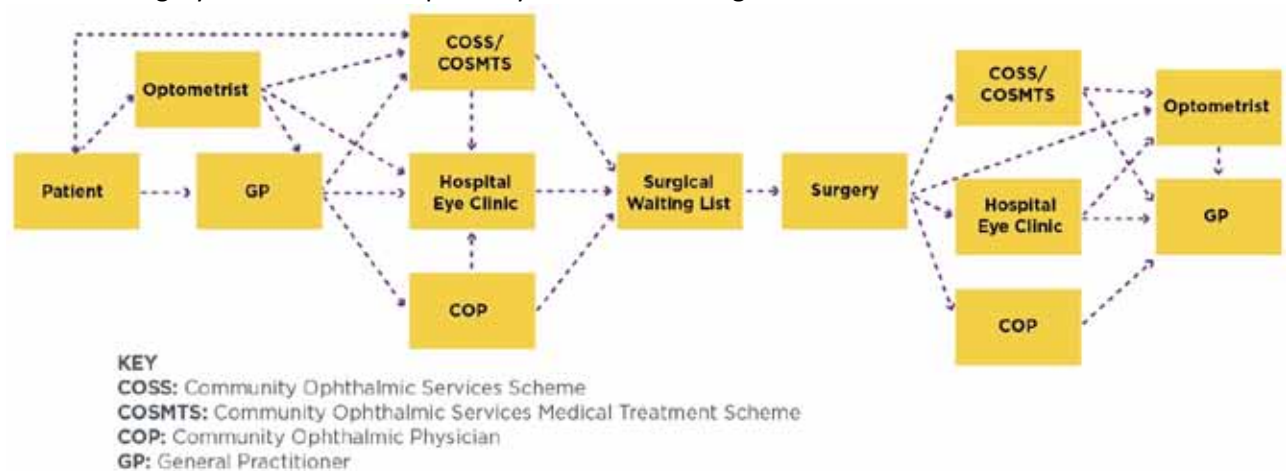 COSS/
COSMTS
Optometrist
Patient
GP
Hospital
Eye Clinic
COP
Surgical
Waiting List
Surgery
COSS/
COSMTS
Optometrist
Hospital
Eye Clinic
GP
COP
KEY
COSS: Community Ophthalmic Services Scheme
COSMTS: Community Ophthalmic Services Medical Treatment Scheme
COP: Community Ophthalmic Physician
GP: General Practitioner